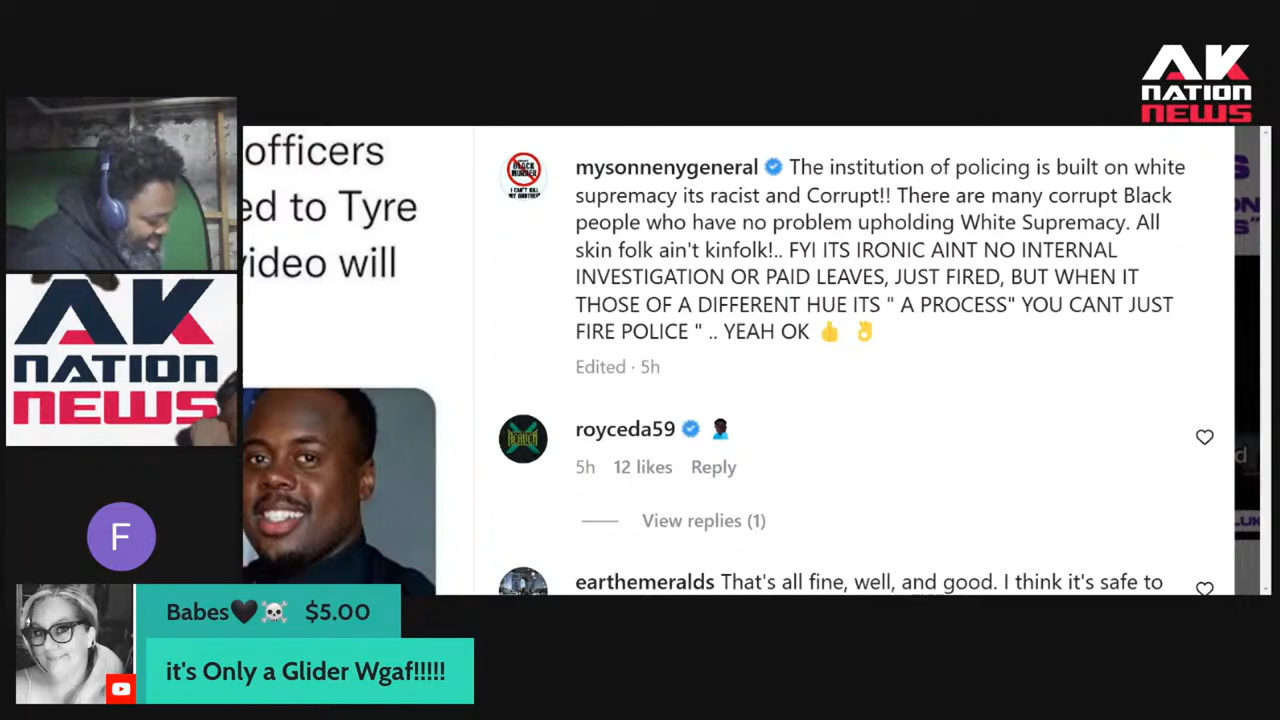 AK
NATION
NEWS
officers
ed to Tyre
video will
mysonnenygeneral The institution of policing is built on white
supremacy its racist and Corrupt!! There are many corrupt Black
people who have no problem upholding White Supremacy. All
skin folk ain't kinfolk!.. FYI ITS IRONIC AINT NO INTERNAL
INVESTIGATION OR PAID LEAVES, JUST FIRED, BUT WHEN IT
THOSE OF A DIFFERENT HUE ITS " A PROCESS" YOU CANT JUST
FIRE POLICE " .. YEAH OK 👍 👌
Edited · 5h
AK
NATION
NEWS
royceda59
5h 12 likes Reply
View replies (1)
F
earthemeralds That's all fine, well, and good. I think it's safe to
Babes🖤☠️ $5.00
it's Only a Glider Wgaf!!!!!